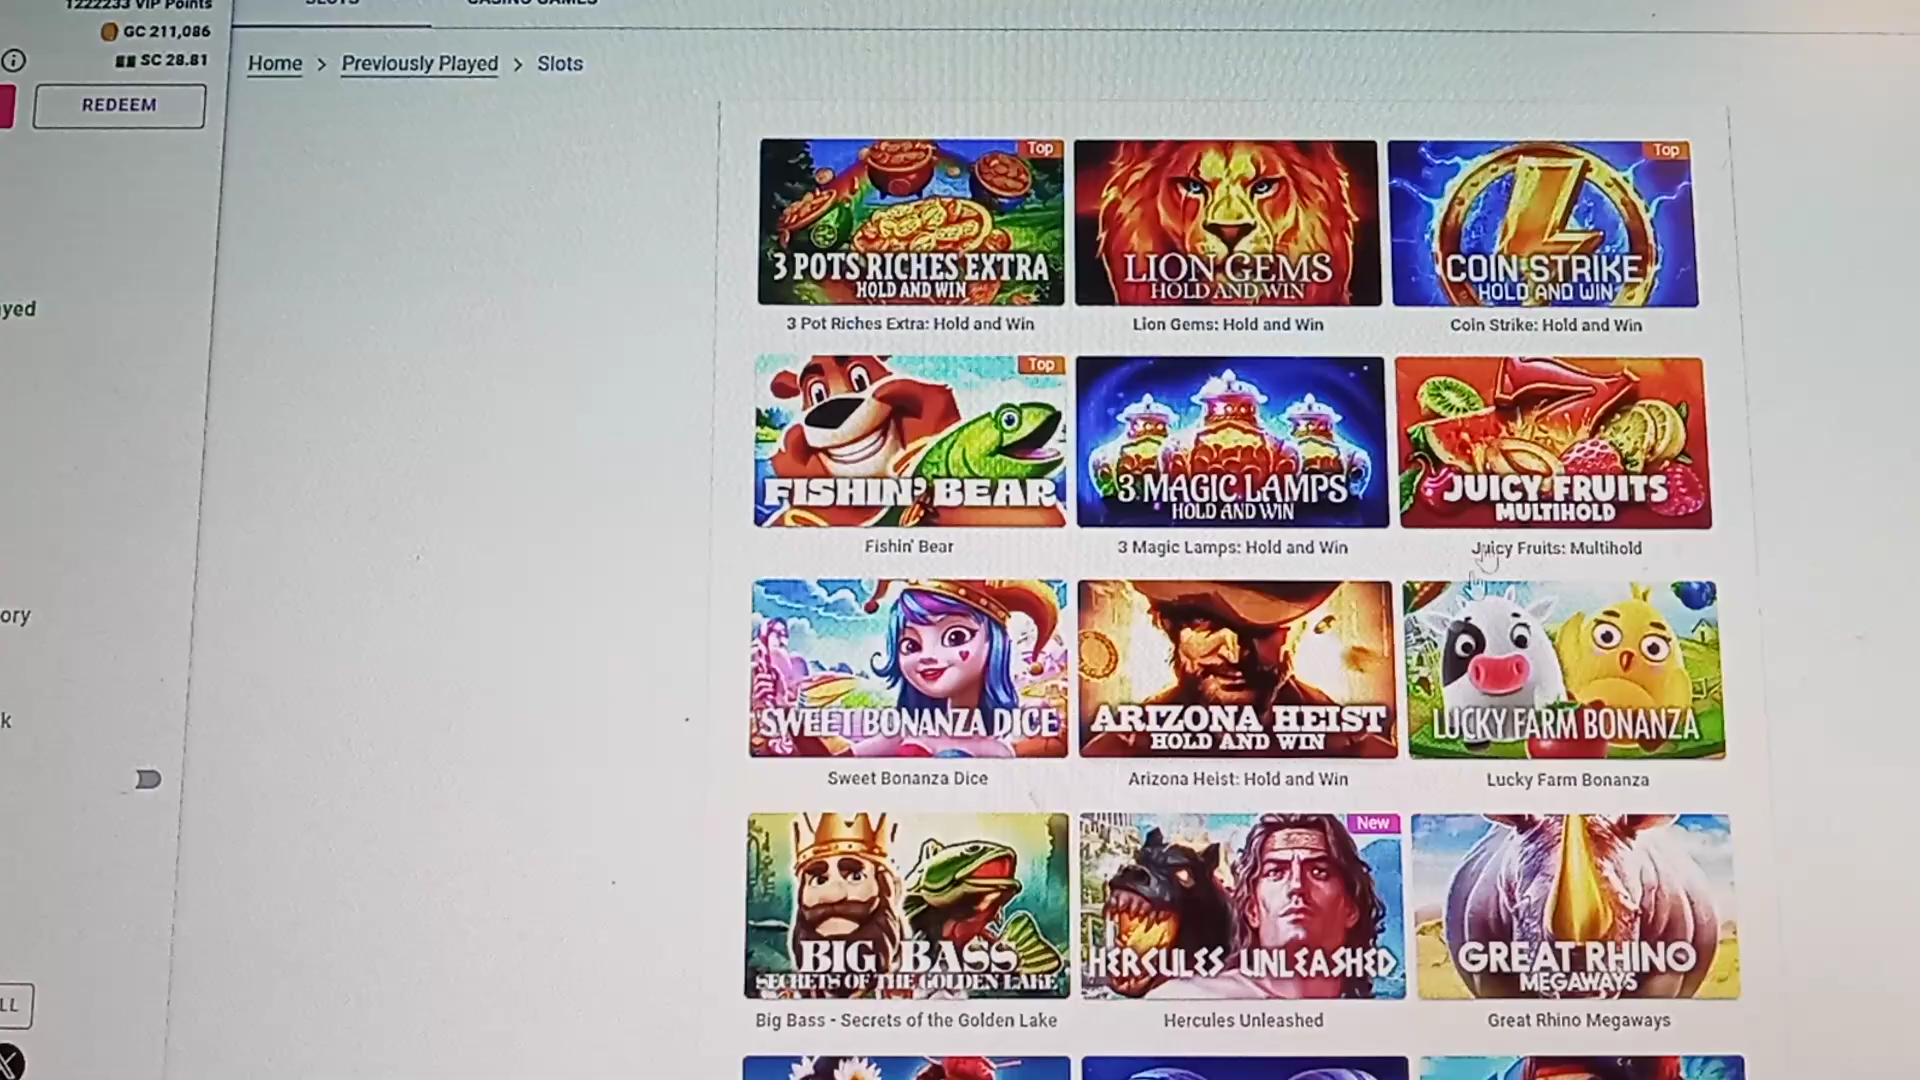 1222233 VIP Points
SLOTS
CASINO GAMES
GC 211,086
SC 28.81
REDEEM
Home > Previously Played > Slots
yed
ory
k
LL
Top
3 POTS RICHES EXTRA
HOLD AND WIN
3 Pot Riches Extra: Hold and Win
LION GEMS
HOLD AND WIN
Lion Gems: Hold and Win
Top
COIN STRIKE
HOLD AND WIN
Coin Strike: Hold and Win
Top
FISHIN' BEAR
Fishin' Bear
3 MAGIC LAMPS
HOLD AND WIN
3 Magic Lamps: Hold and Win
JUICY FRUITS
MULTIHOLD
Juicy Fruits: Multihold
SWEET BONANZA DICE
Sweet Bonanza Dice
ARIZONA HEIST
HOLD AND WIN
Arizona Heist: Hold and Win
LUCKY FARM BONANZA
Lucky Farm Bonanza
BIG BASS
SECRETS OF THE GOLDEN LAKE
Big Bass - Secrets of the Golden Lake
New
HERCULES UNLEASHED
Hercules Unleashed
GREAT RHINO
MEGAWAYS
Great Rhino Megaways